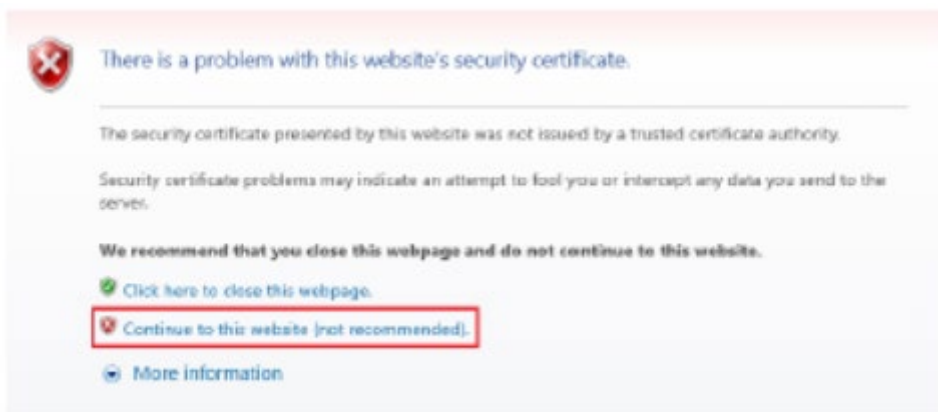 There is a problem with this website's security certificate.
The security certificate presented by this website was not issued by a trusted certificate authority.
Security certificate problems may indicate an attempt to fool you or intercept any data you send to the
server.
We recommend that you close this webpage and do not continue to this website.
Click here to close this webpage.
Continue to this website (not recommended).
More information